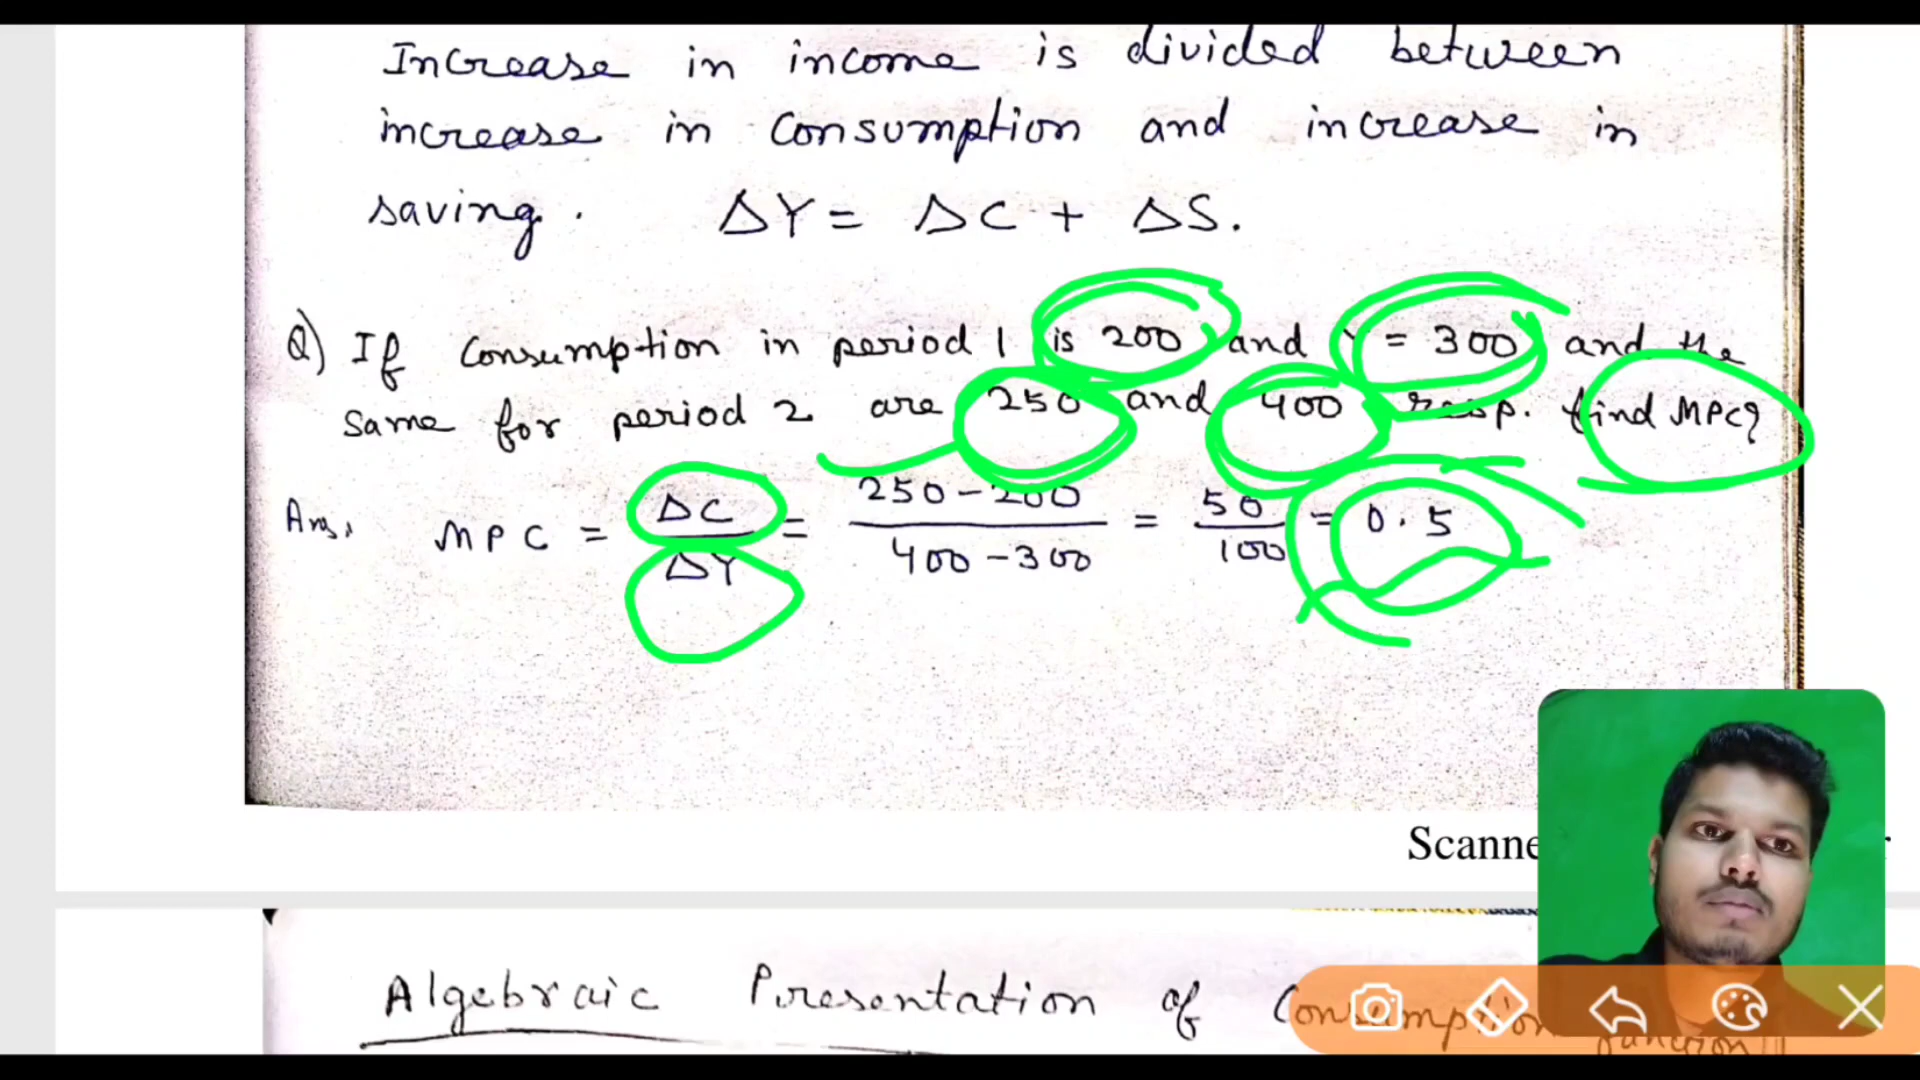 Increase in income is divided between
increase in consumption and increase in
saving. ΔY = ΔC + ΔS.
Q) If consumption in period 1 is 200 and Y = 300 and the
same for period 2 are 250 and 400 resp. find MPC?
Ans, MPC = ΔC/ΔY = 250-200/400-300 = 50/100 = 0.5
Scanne
Algebraic Presentation of Consumption function